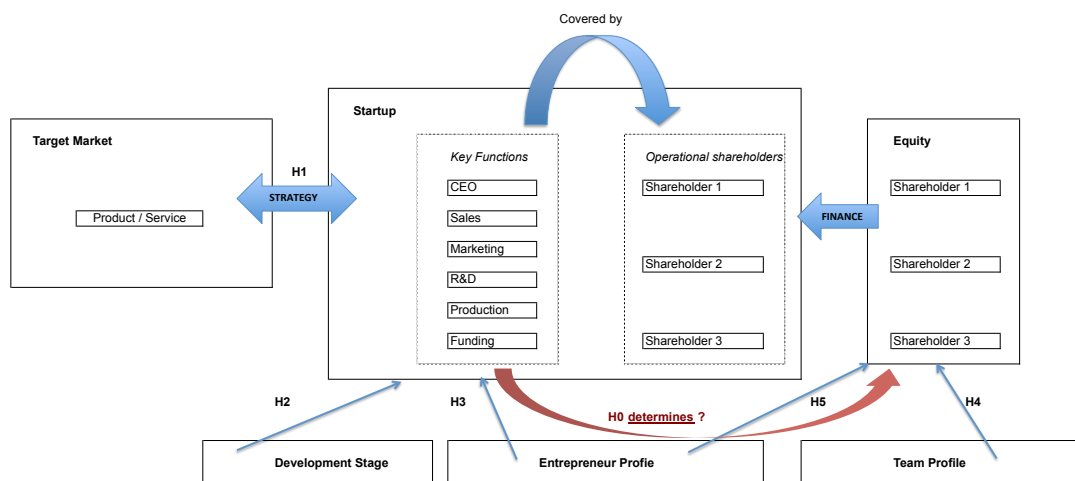 Covered by
Startup
Target Market
Equity
Key Functions
Operational shareholders
H1
CEO
Shareholder 1
Shareholder 1
STRATEGY
Product / Service
Sales
FINANCE
Marketing
Shareholder 2
Shareholder 2
R&D
Production
Funding
Shareholder 3
Shareholder 3
H2
H3
H0 determines ?
H5
H4
Development Stage
Entrepreneur Profie
Team Profile